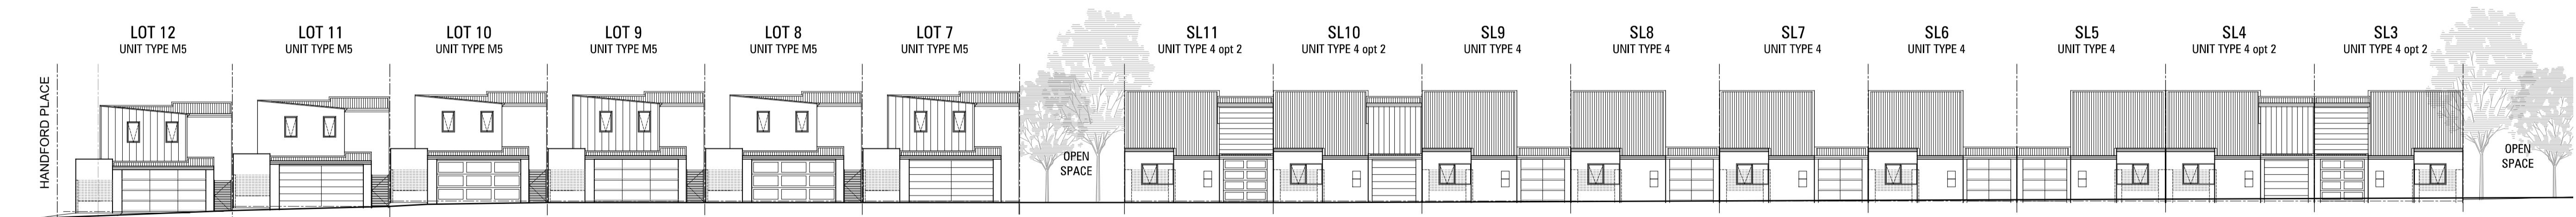 HANDFORD PLACE
LOT 12
UNIT TYPE M5
LOT 11
UNIT TYPE M5
LOT 10
UNIT TYPE M5
LOT 9
UNIT TYPE M5
LOT 8
UNIT TYPE M5
LOT 7
UNIT TYPE M5
OPEN
SPACE
SL11
UNIT TYPE 4 opt 2
SL10
UNIT TYPE 4 opt 2
SL9
UNIT TYPE 4
SL8
UNIT TYPE 4
SL7
UNIT TYPE 4
SL6
UNIT TYPE 4
SL5
UNIT TYPE 4
SL4
UNIT TYPE 4 opt 2
SL3
UNIT TYPE 4 opt 2
OPEN
SPACE